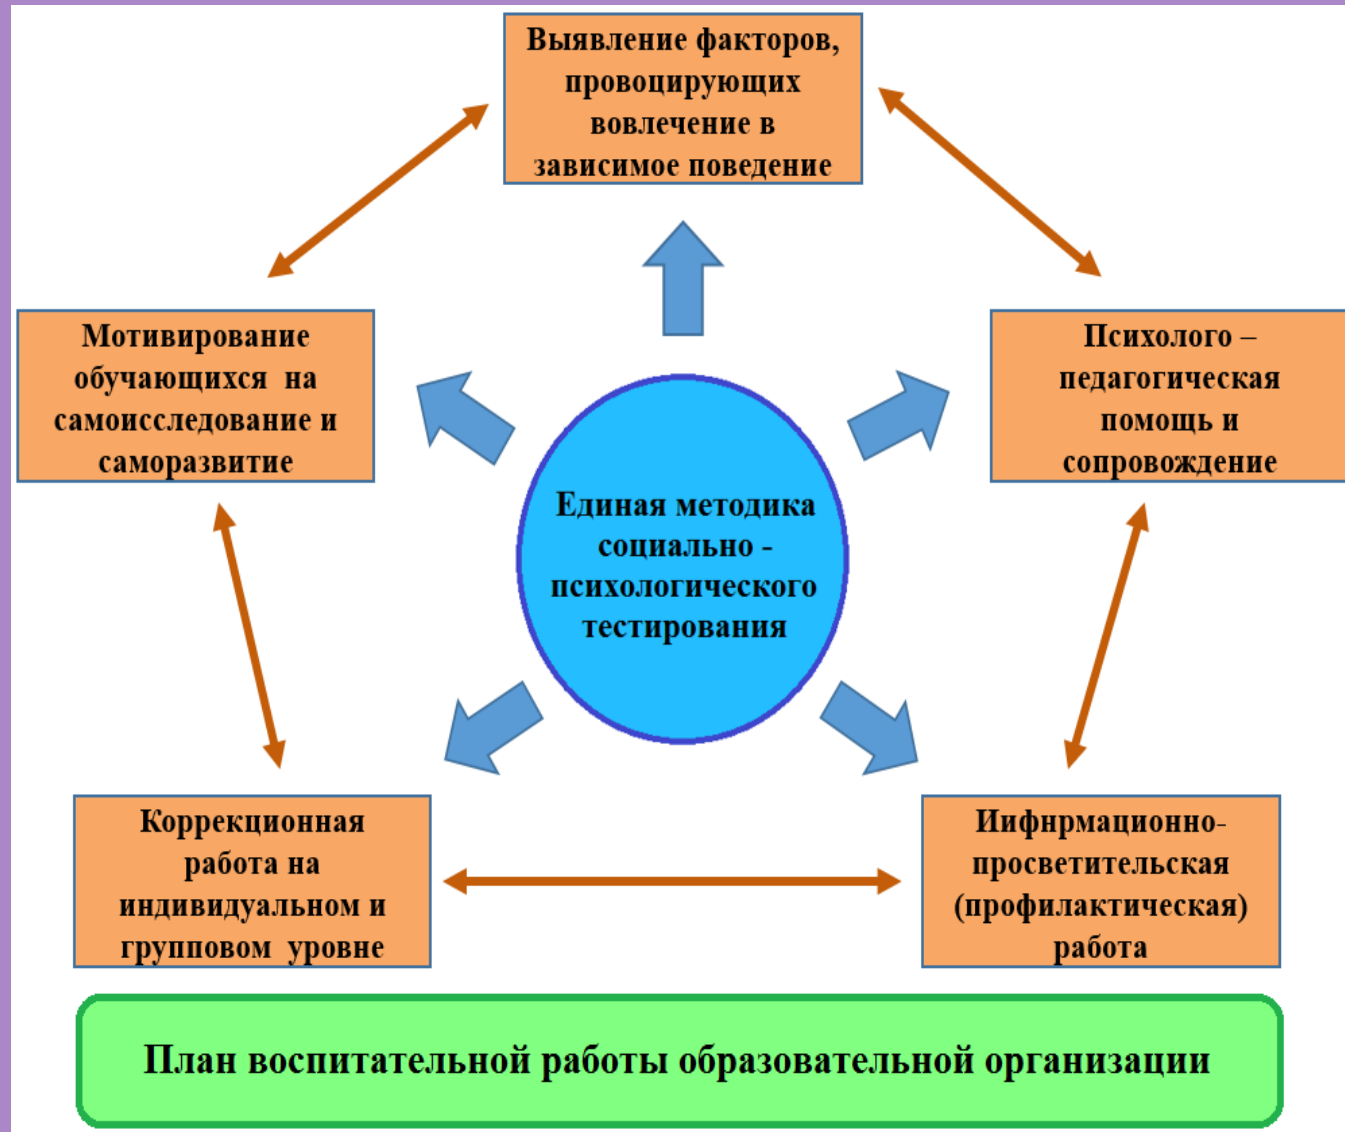 Выявление факторов,
провоцирующих
вовлечение в
зависимое поведение
Мотивирование
обучающихся на
самоисследование и
саморазвитие
Психолого –
педагогическая
помощь и
сопровождение
Единая методика
социально -
психологического
тестирования
Коррекционная
работа на
индивидуальном и
групповом уровне
Иифнрмационно-
просветительская
(профилактическая)
работа
План воспитательной работы образовательной организации